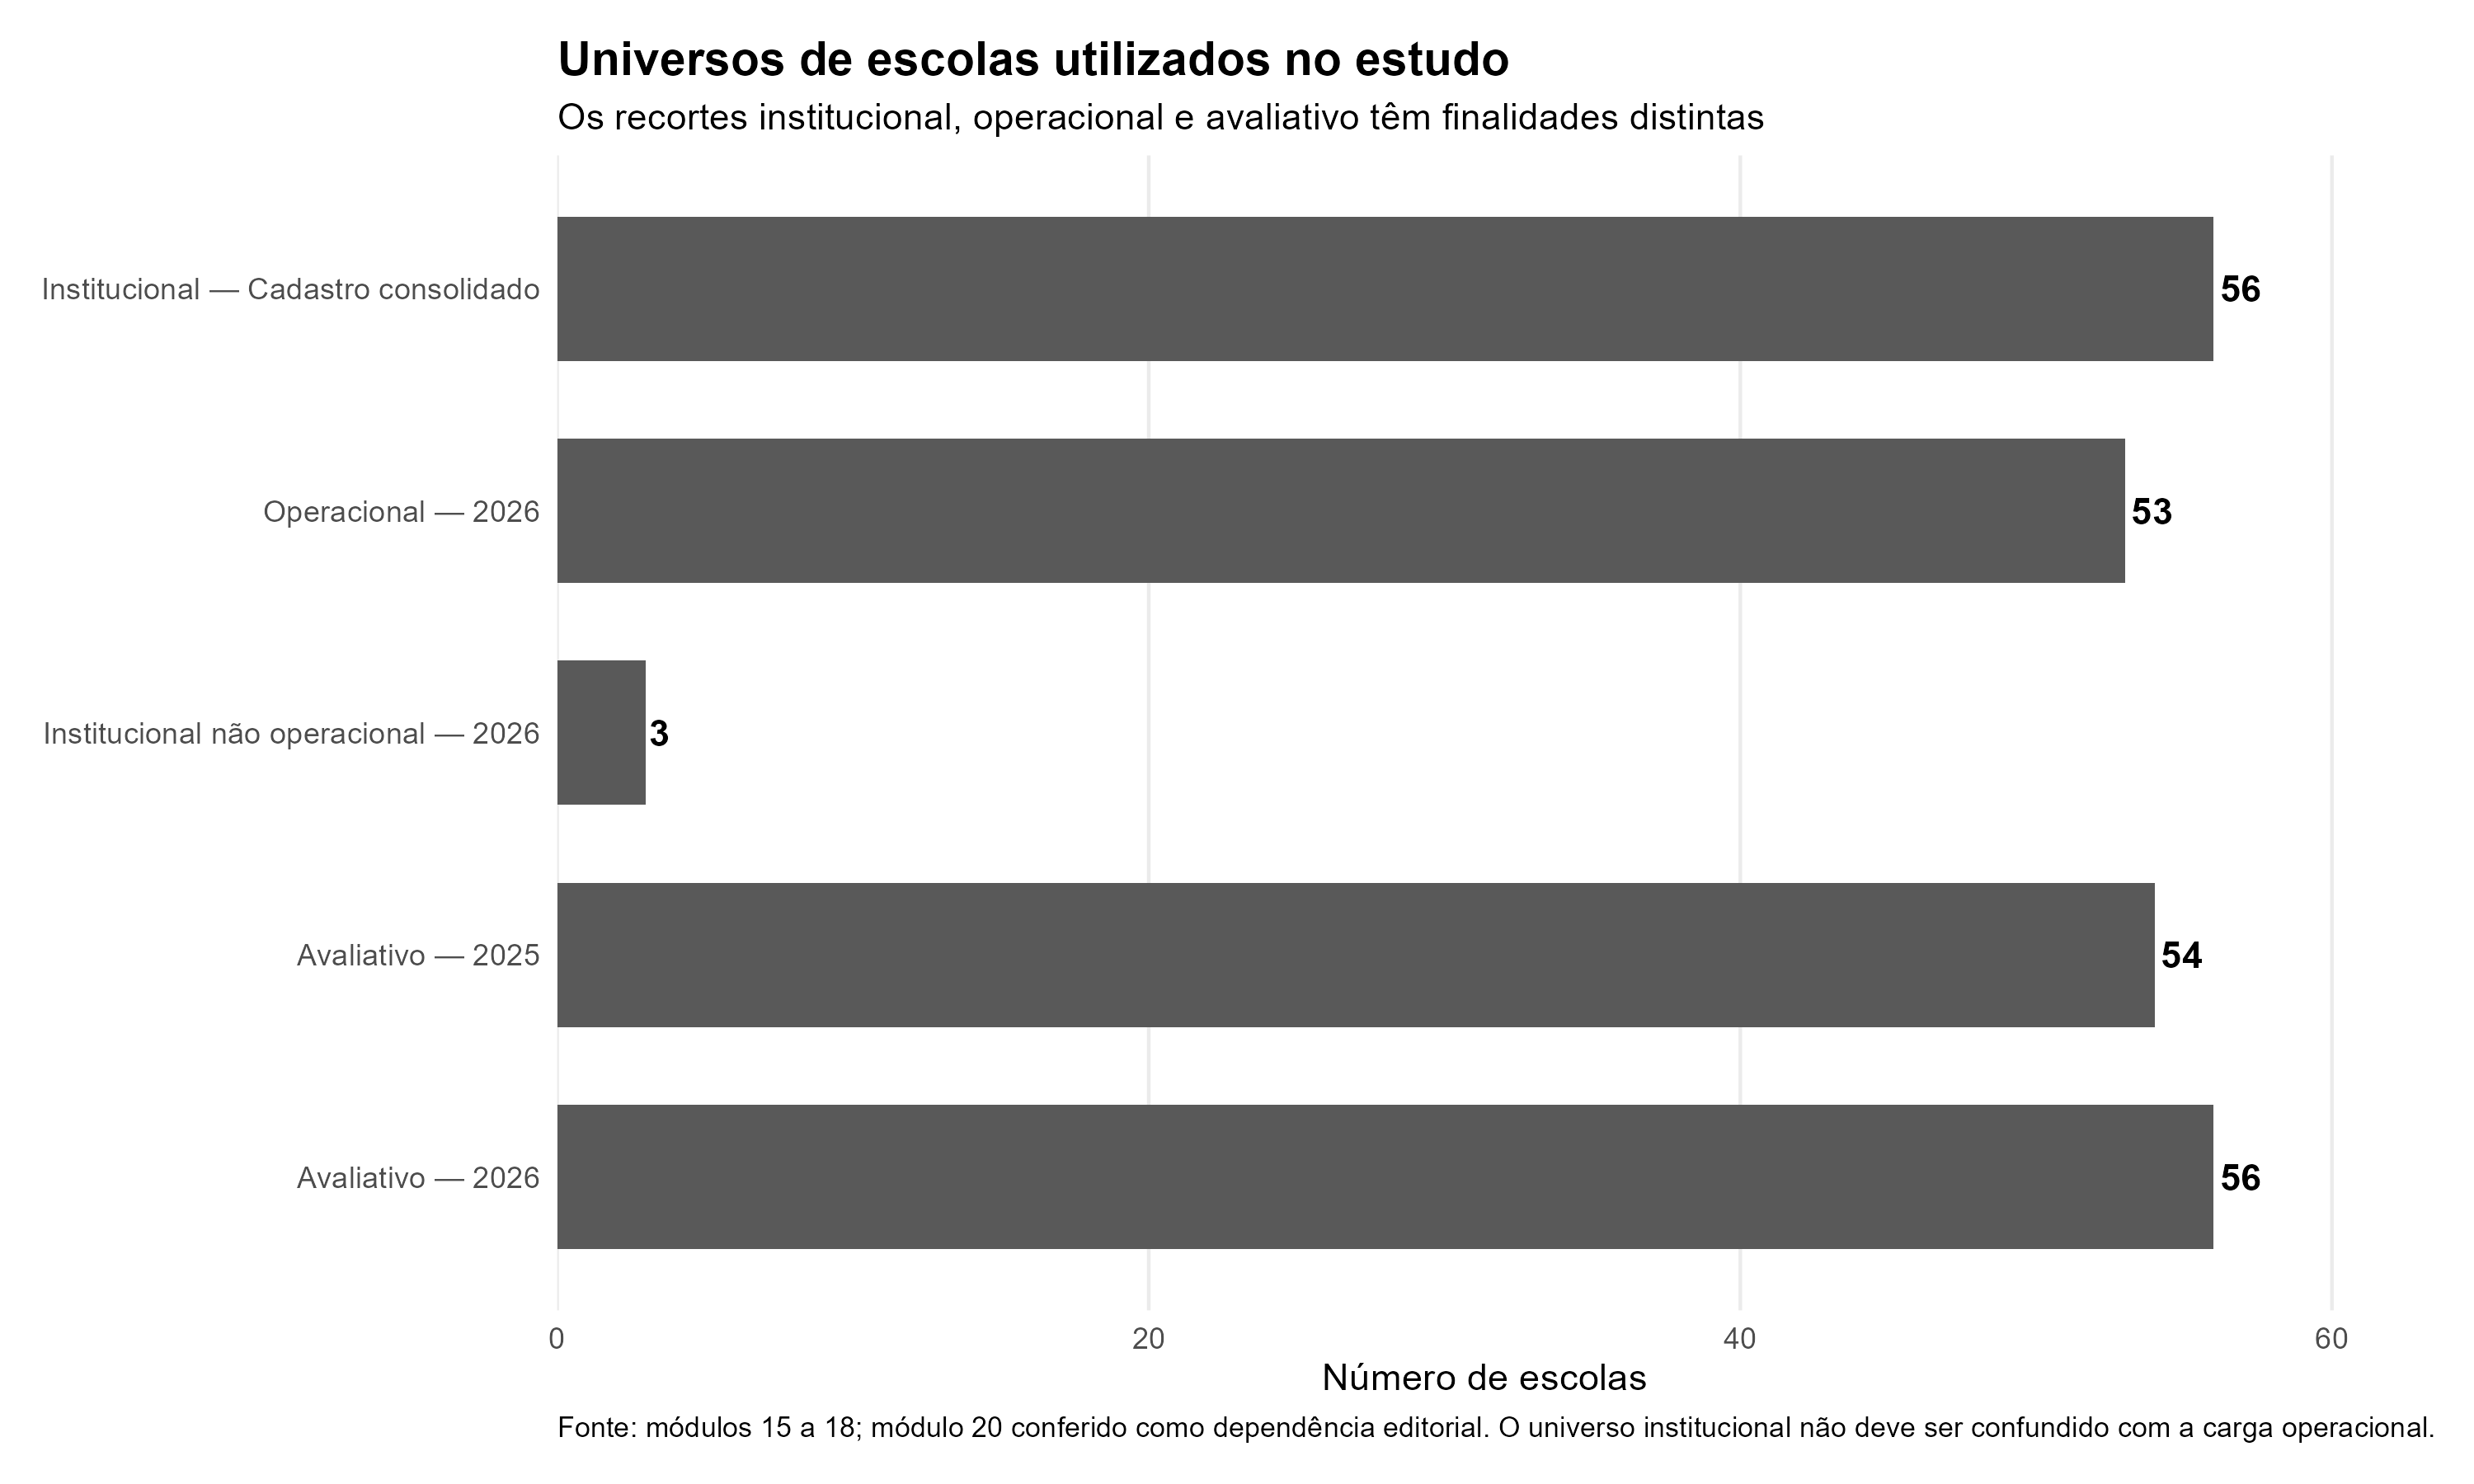 Universos de escolas utilizados no estudo
Os recortes institucional, operacional e avaliativo têm finalidades distintas
Institucional — Cadastro consolidado
56
Operacional — 2026
53
Institucional não operacional — 2026
3
Avaliativo — 2025
54
Avaliativo — 2026
56
0
20
40
60
Número de escolas
Fonte: módulos 15 a 18; módulo 20 conferido como dependência editorial. O universo institucional não deve ser confundido com a carga operacional.